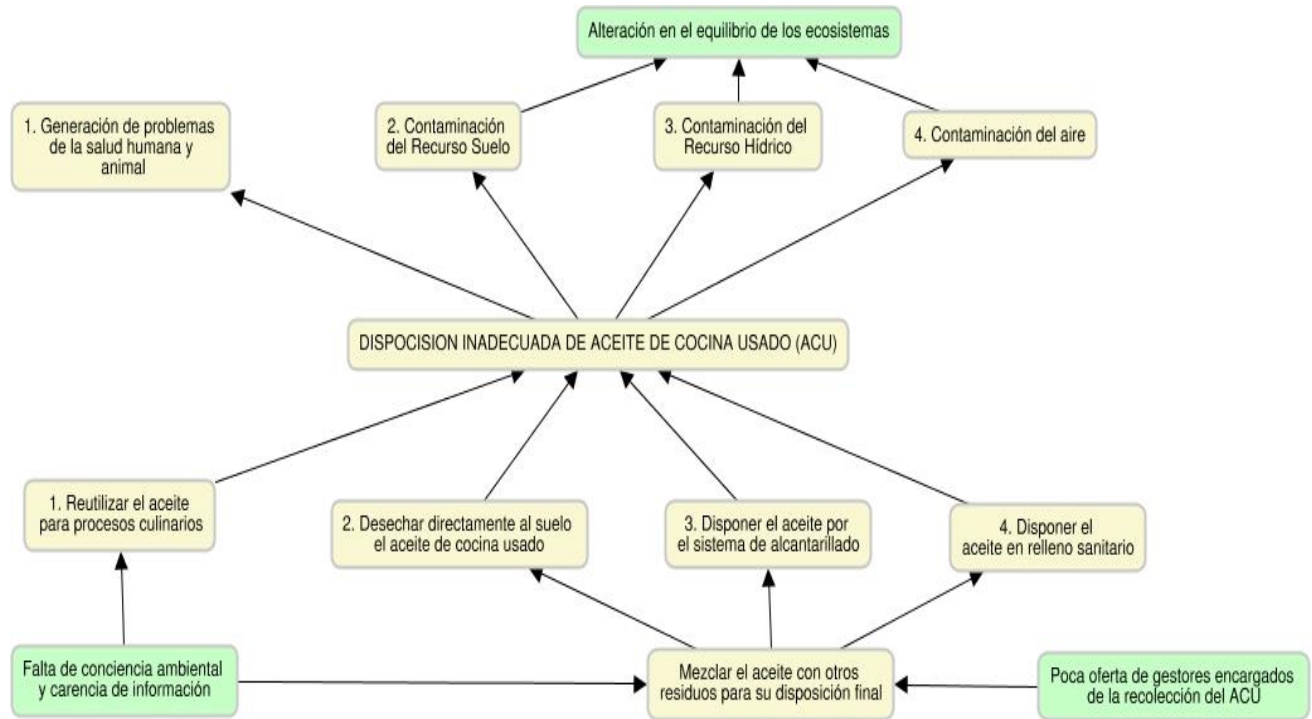 Alteración en el equilibrio de los ecosistemas
1. Generación de problemas
de la salud humana y
animal
2. Contaminación
del Recurso Suelo
3. Contaminación del
Recurso Hídrico
4. Contaminación del aire
DISPOCISION INADECUADA DE ACEITE DE COCINA USADO (ACU)
1. Reutilizar el aceite
para procesos culinarios
2. Desechar directamente al suelo
el aceite de cocina usado
3. Disponer el aceite por
el sistema de alcantarillado
4. Disponer el
aceite en relleno sanitario
Falta de conciencia ambiental
y carencia de información
Mezclar el aceite con otros
residuos para su disposición final
Poca oferta de gestores encargados
de la recolección del ACU